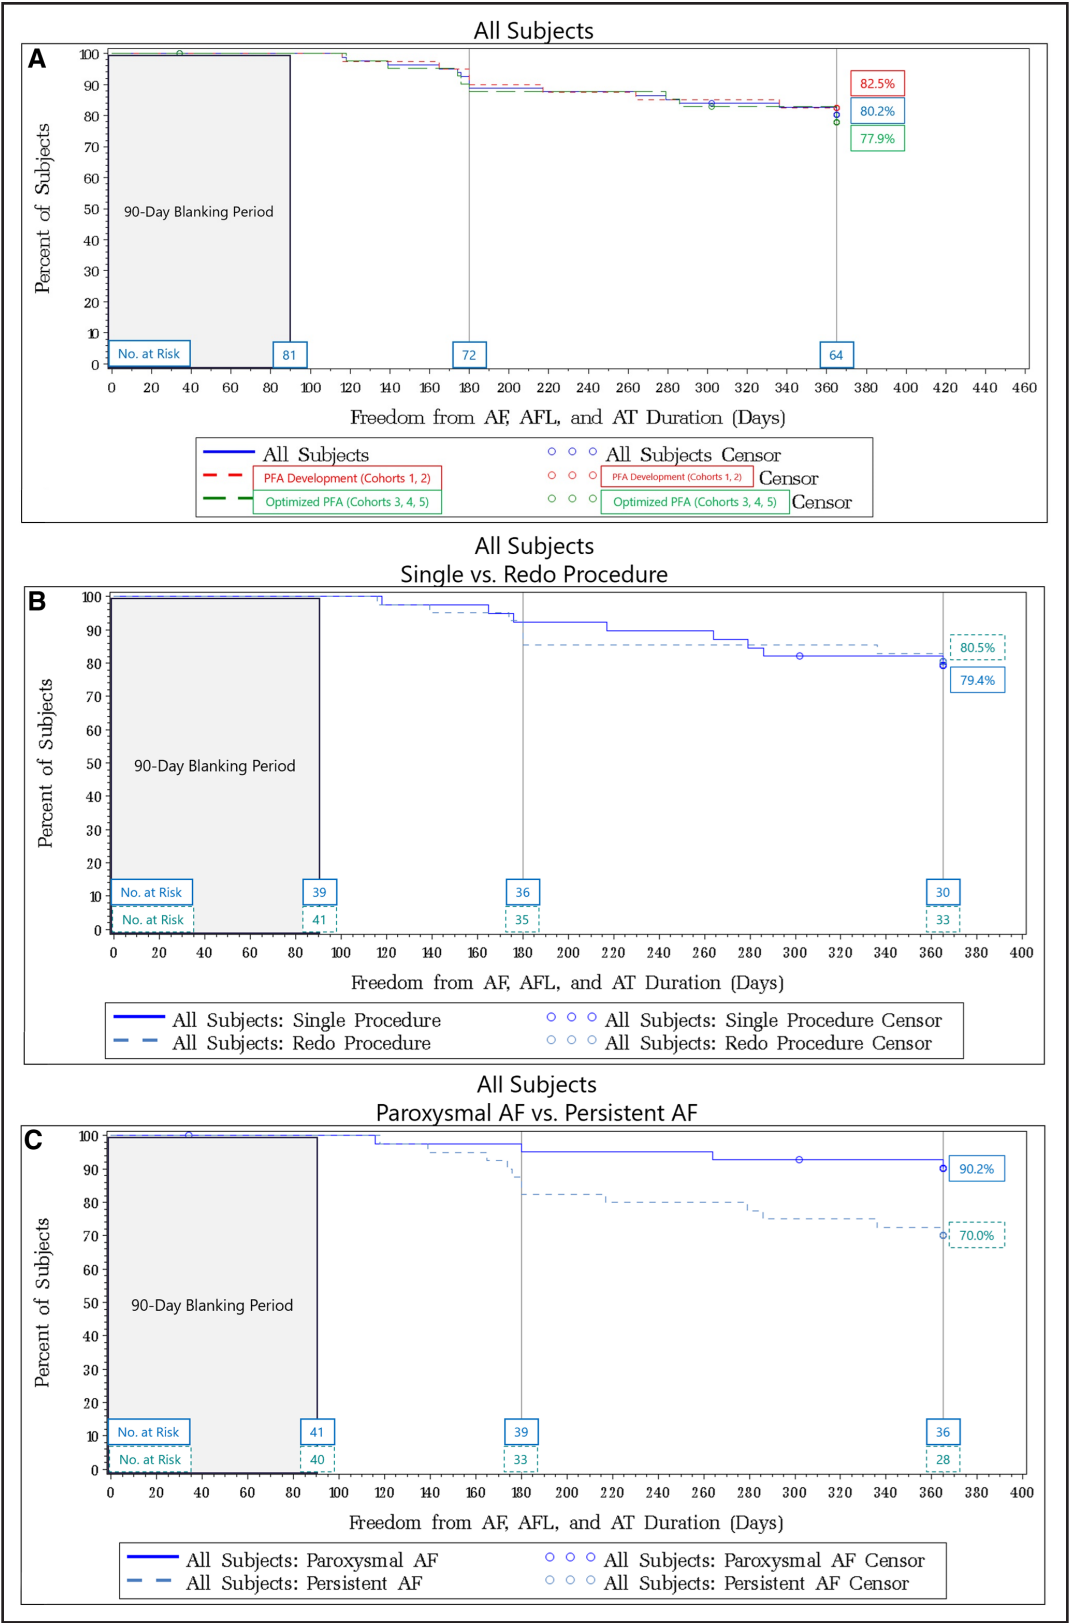 All Subjects
A
100
90
80
70
60
50
40
30
20
10
0
Percent of Subjects
90-Day Blanking Period
82.5%
80.2%
77.9%
No. at Risk 81 72 64
0 20 40 60 80 100 120 140 160 180 200 220 240 260 280 300 320 340 360 380 400 420 440 460
Freedom from AF, AFL, and AT Duration (Days)
All Subjects All Subjects Censor
PFA Development (Cohorts 1, 2) PFA Development (Cohorts 1, 2) Censor
Optimized PFA (Cohorts 3, 4, 5) Optimized PFA (Cohorts 3, 4, 5) Censor
All Subjects
Single vs. Redo Procedure
B
100
90
80
70
60
50
40
30
20
10
0
Percent of Subjects
90-Day Blanking Period
80.5%
79.4%
No. at Risk 39 36 30
No. at Risk 41 35 33
0 20 40 60 80 100 120 140 160 180 200 220 240 260 280 300 320 340 360 380 400
Freedom from AF, AFL, and AT Duration (Days)
All Subjects: Single Procedure All Subjects: Single Procedure Censor
All Subjects: Redo Procedure All Subjects: Redo Procedure Censor
All Subjects
Paroxysmal AF vs. Persistent AF
C
100
90
80
70
60
50
40
30
20
10
0
Percent of Subjects
90-Day Blanking Period
90.2%
70.0%
No. at Risk 41 39 36
No. at Risk 40 33 28
0 20 40 60 80 100 120 140 160 180 200 220 240 260 280 300 320 340 360 380 400
Freedom from AF, AFL, and AT Duration (Days)
All Subjects: Paroxysmal AF All Subjects: Paroxysmal AF Censor
All Subjects: Persistent AF All Subjects: Persistent AF Censor